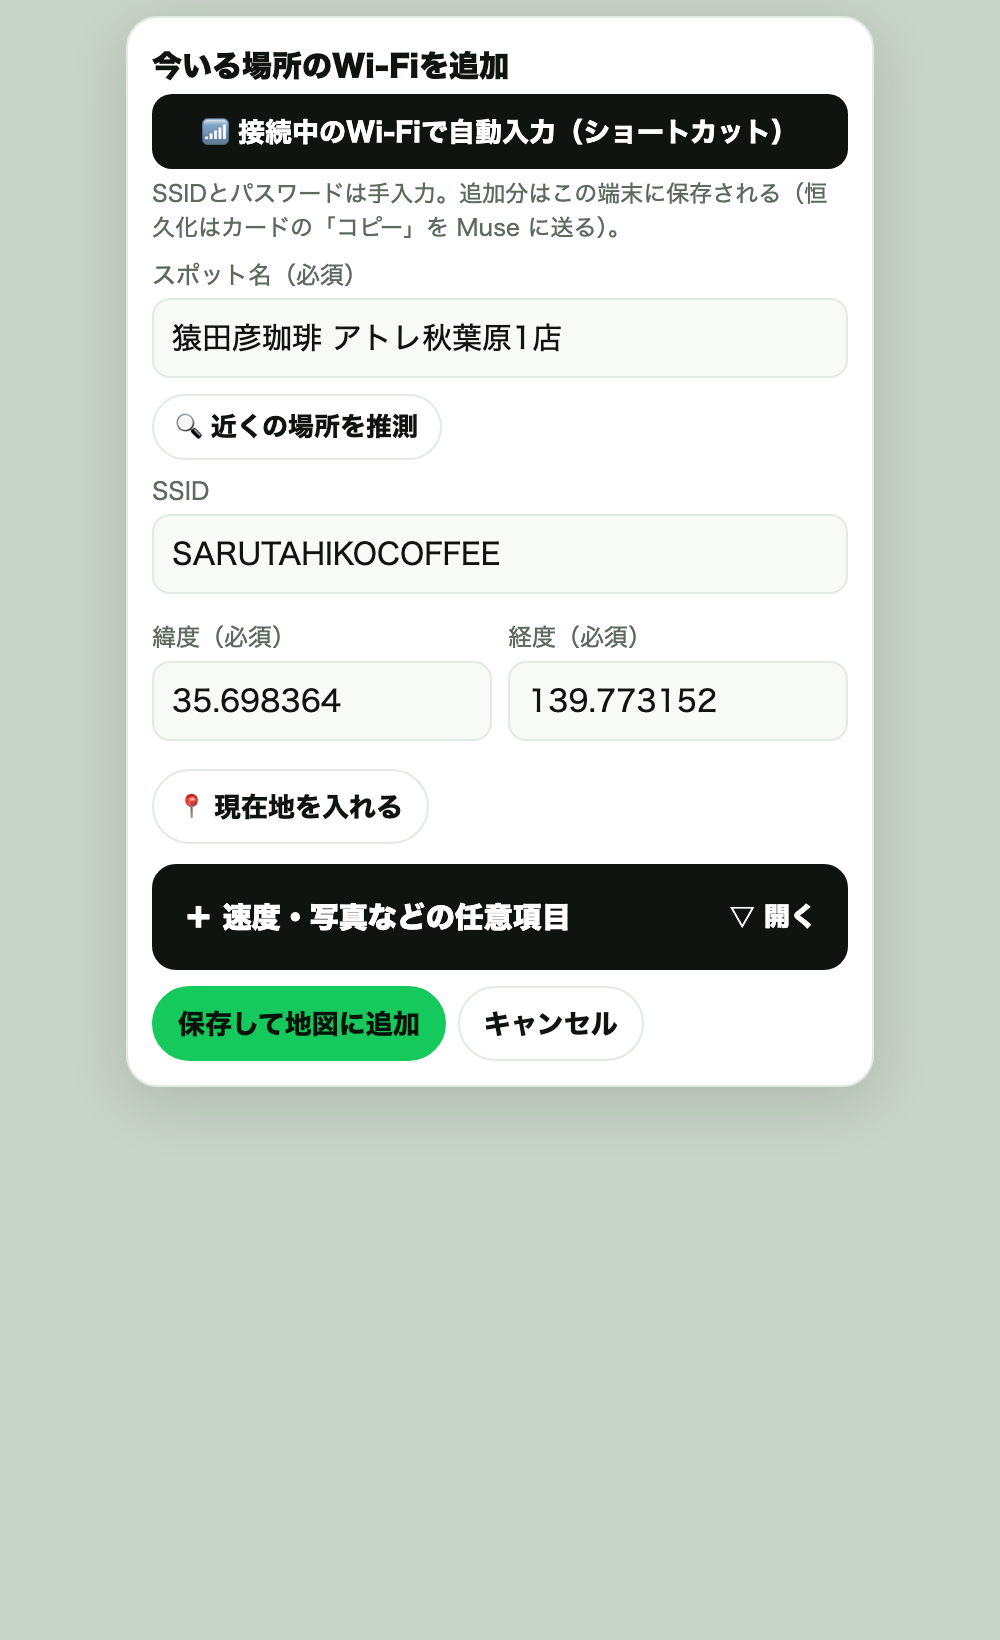 今いる場所のWi-Fiを追加
📶 接続中のWi-Fiで自動入力（ショートカット）
SSIDとパスワードは手入力。追加分はこの端末に保存される（恒
久化はカードの「コピー」を Muse に送る）。
スポット名（必須）
猿田彦珈琲 アトレ秋葉原1店
🔍 近くの場所を推測
SSID
SARUTAHIKOCOFFEE
緯度（必須） 経度（必須）
35.698364 139.773152
📍 現在地を入れる
＋ 速度・写真などの任意項目 ▽ 開く
保存して地図に追加 キャンセル